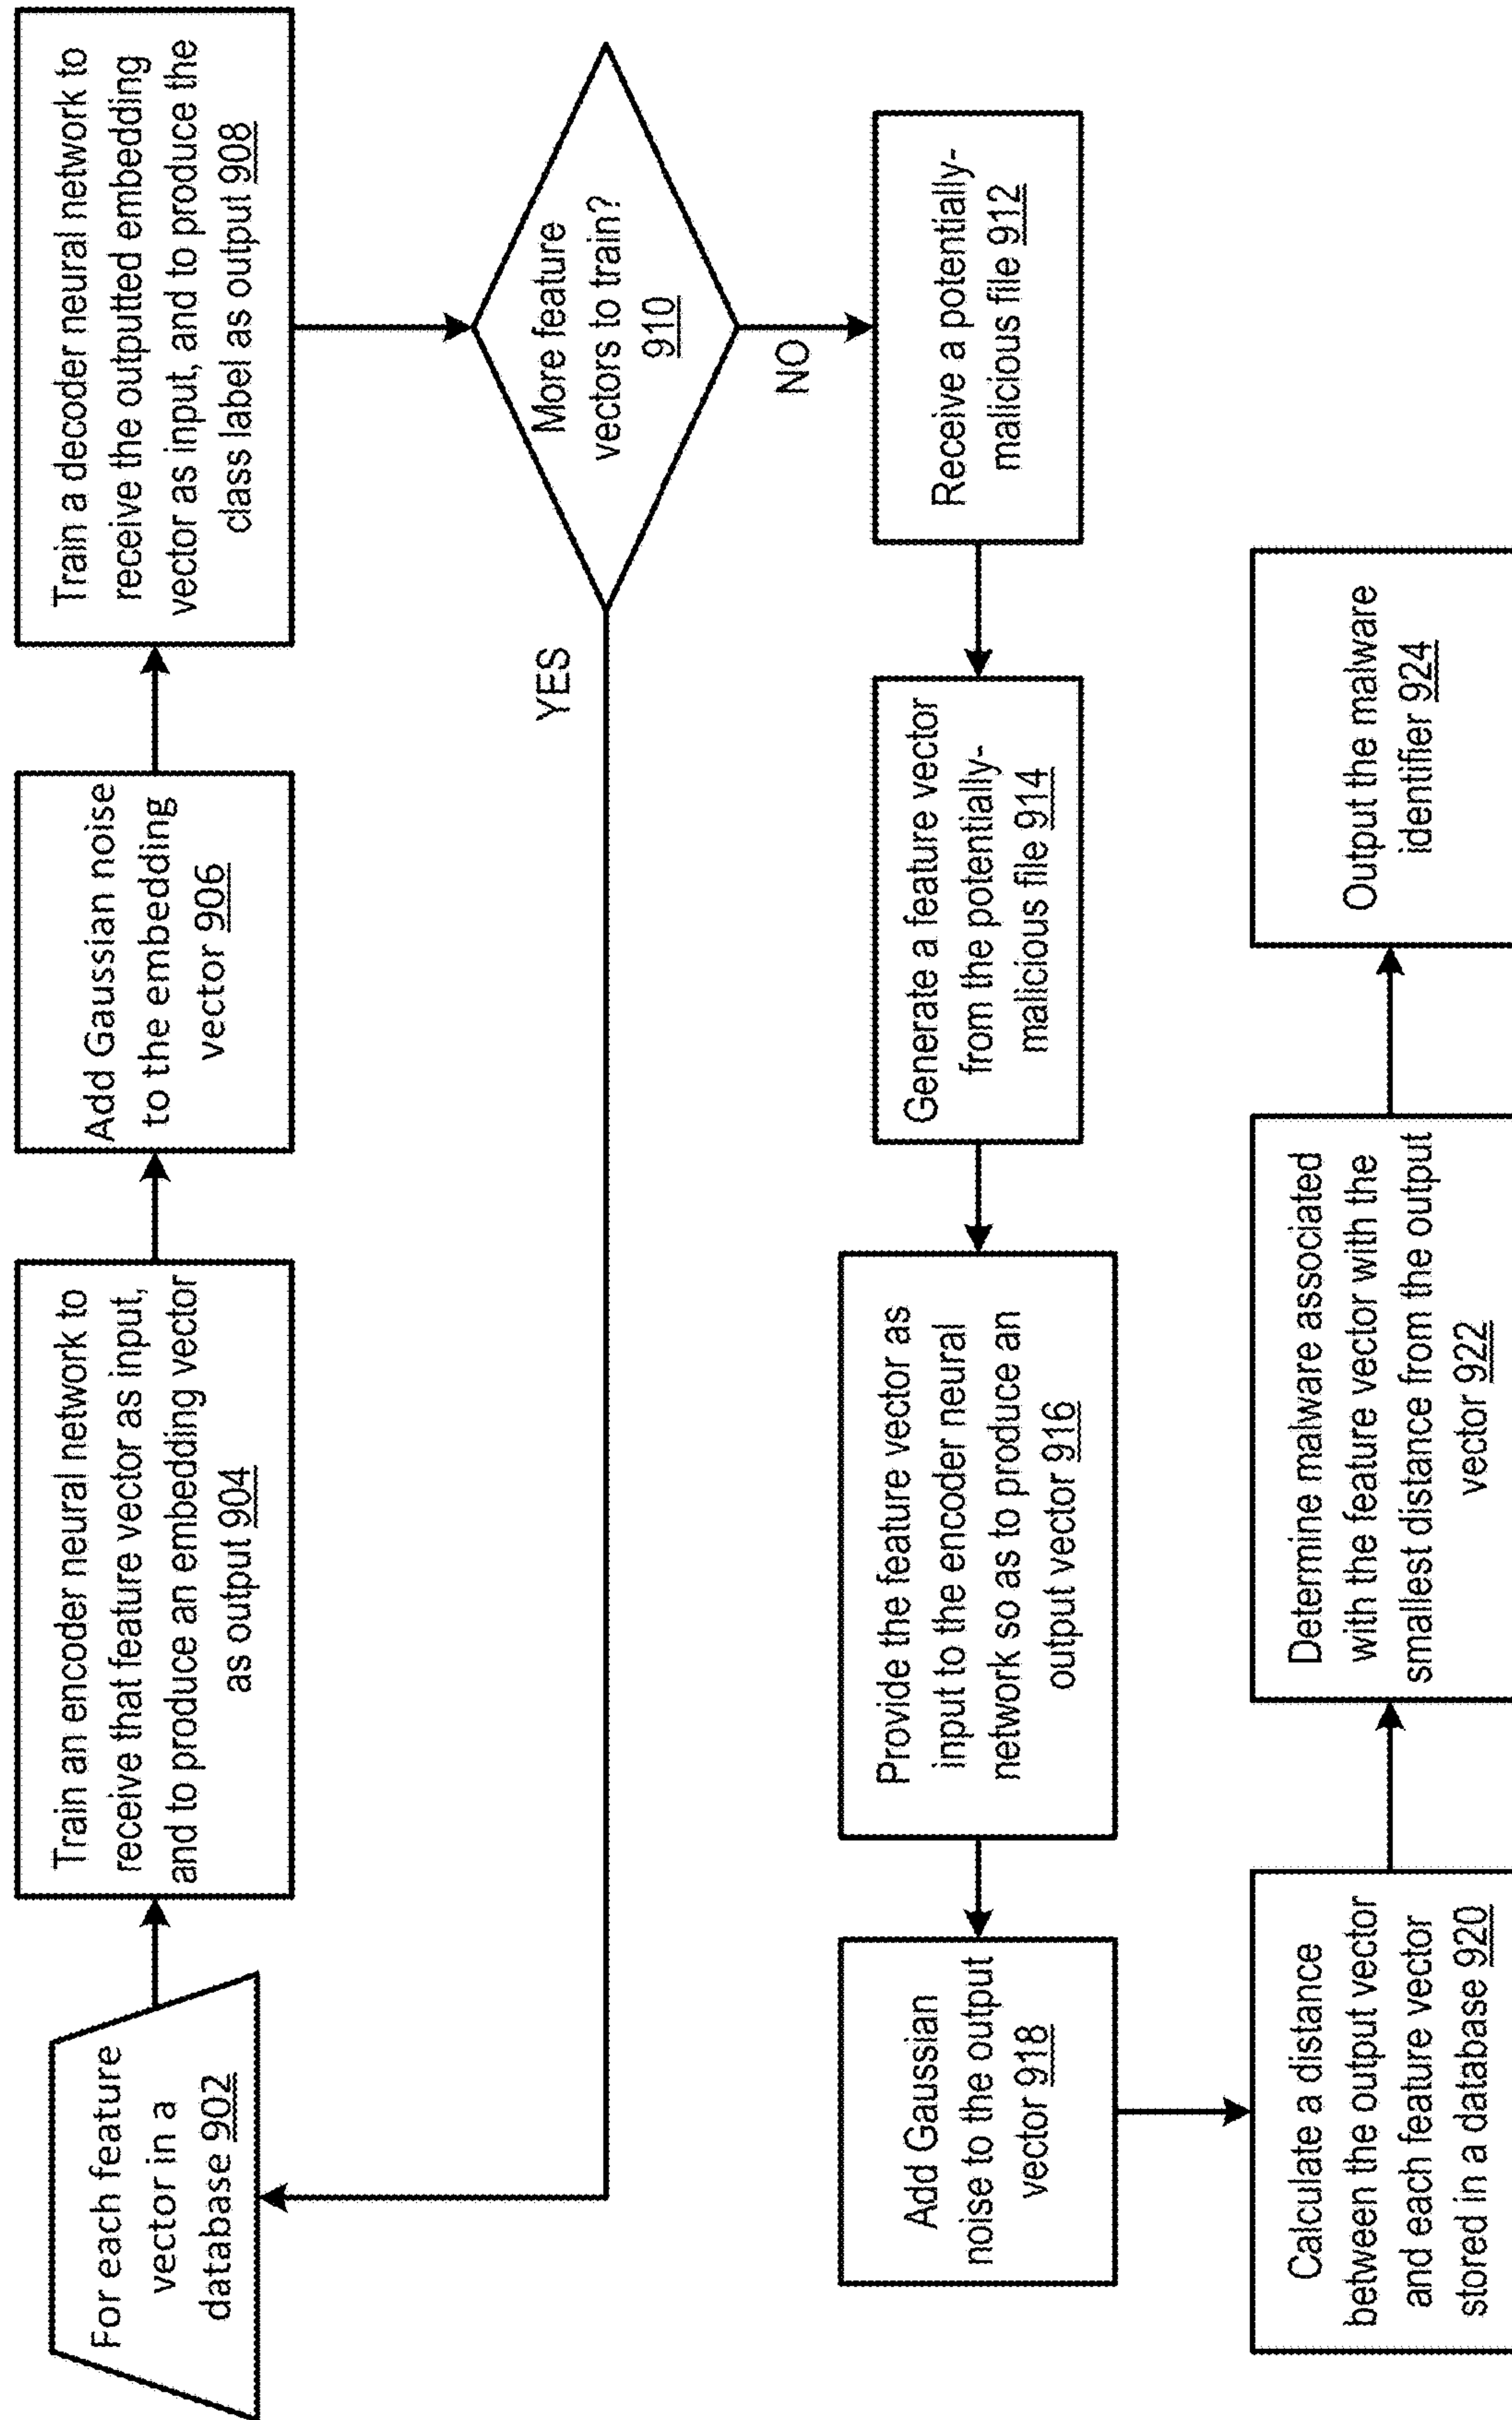 For each feature
vector in a
database 902
Train an encoder neural network to
receive that feature vector as input,
and to produce an embedding vector
as output 904
Add Gaussian noise
to the embedding
vector 906
Train a decoder neural network to
receive the outputted embedding
vector as input, and to produce the
class label as output 908
More feature
vectors to train?
910
YES
NO
Receive a potentially-
malicious file 912
Generate a feature vector
from the potentially-
malicious file 914
Provide the feature vector as
input to the encoder neural
network so as to produce an
output vector 916
Add Gaussian
noise to the output
vector 918
Calculate a distance
between the output vector
and each feature vector
stored in a database 920
Determine malware associated
with the feature vector with the
smallest distance from the output
vector 922
Output the malware
identifier 924